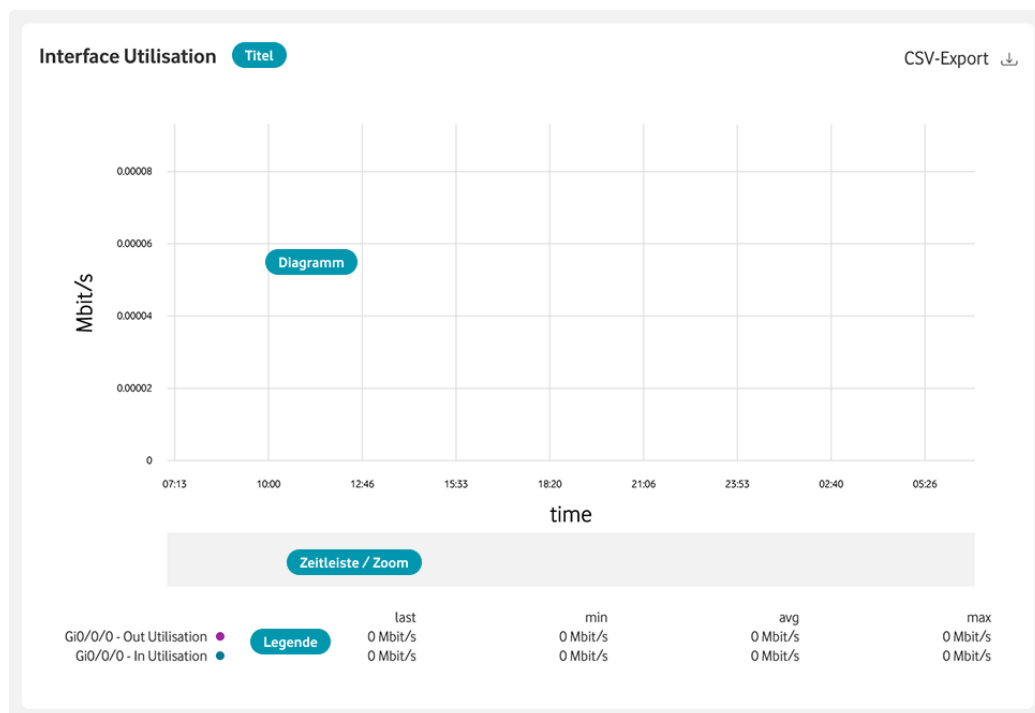 Interface Utilisation Titel CSV-Export
0.00008
0.00006
Diagramm
Mbit/s
0.00004
0.00002
0
07:13 10:00 12:46 15:33 18:20 21:06 23:53 02:40 05:26
time
Zeitleiste / Zoom
last min avg max
Gi0/0/0 - Out Utilisation 0 Mbit/s 0 Mbit/s 0 Mbit/s 0 Mbit/s
Legende
Gi0/0/0 - In Utilisation 0 Mbit/s 0 Mbit/s 0 Mbit/s 0 Mbit/s